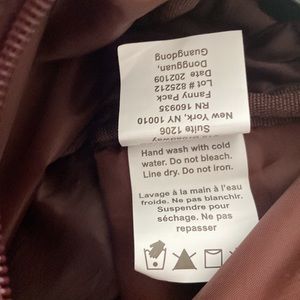 Hand wash with cold
water. Do not bleach.
Line dry. Do not iron.
Lavage à la main à l'eau
froide. Ne pas blanchir.
Suspendre pour
séchage. Ne pas
repasser
Suite 1206
New York, NY 10010
RN 160935
Fanny Pack
Lot # 825212
Date 202109
Dongguan,
Guangdong